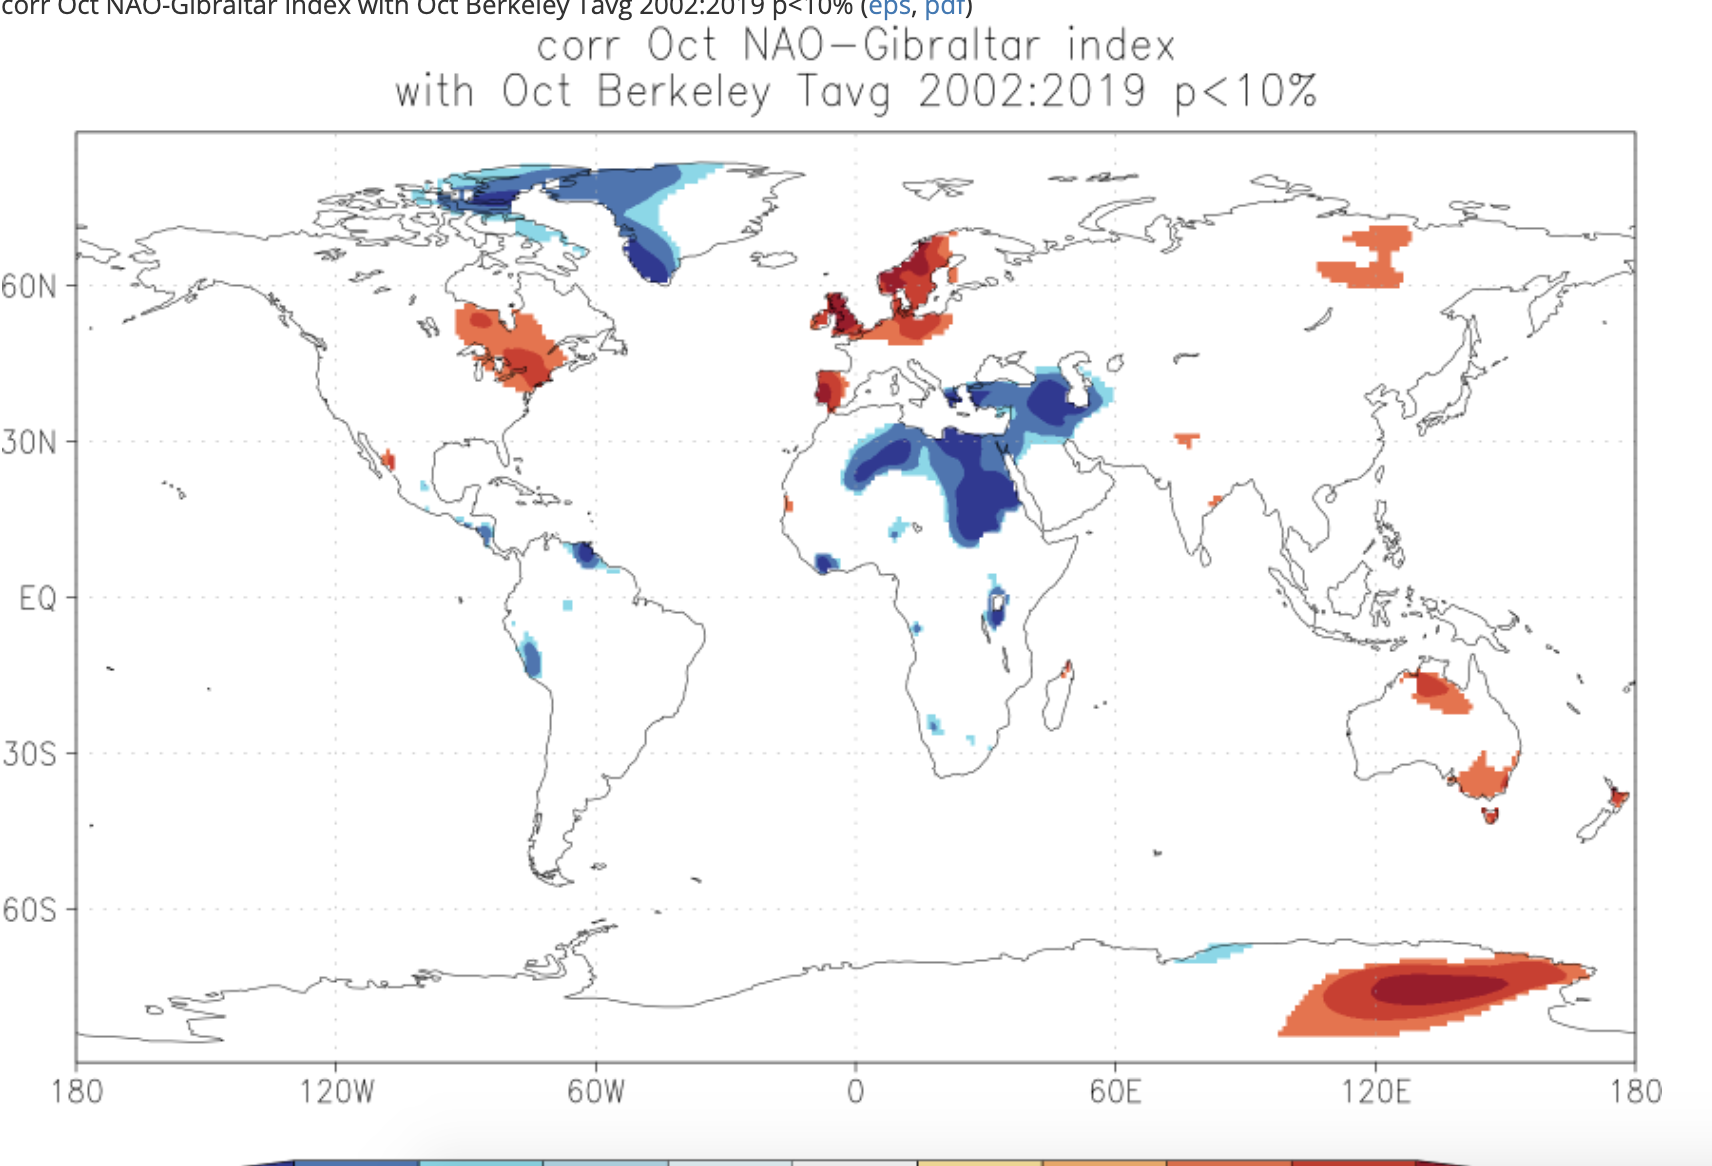 corr Oct NAO-Gibraltar index with Oct Berkeley Tavg 2002:2019 p<10% (eps, pdf)
corr Oct NAO-Gibraltar index
with Oct Berkeley Tavg 2002:2019 p<10%
60N
30N
EQ
30S
60S
180 120W 60W 0 60E 120E 180